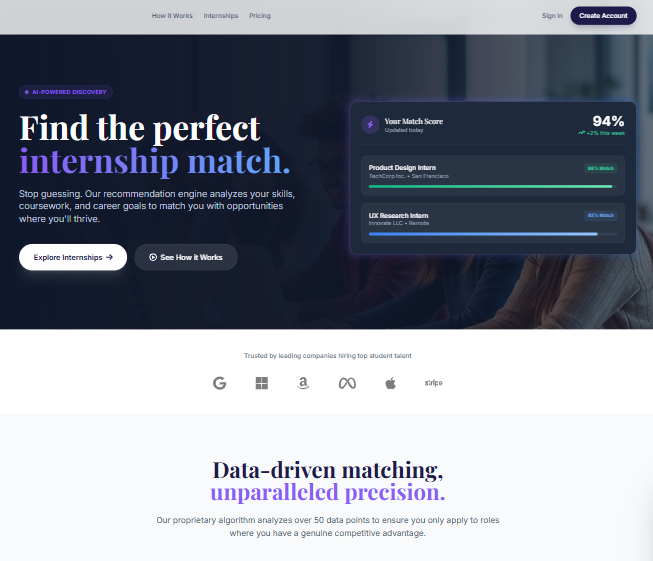 How it Works Internships Pricing Sign In Create Account
AI-POWERED DISCOVERY
Find the perfect
internship match.
Stop guessing. Our recommendation engine analyzes your skills,
coursework, and career goals to match you with opportunities
where you'll thrive.
Explore Internships →
See How it Works
Your Match Score
Updated today
94%
+2% this week
Product Design Intern
TechCorp Inc. • San Francisco
98% Match
UX Research Intern
Innovate LLC • Remote
92% Match
Trusted by leading companies hiring top student talent
stripe
Data-driven matching,
unparalleled precision.
Our proprietary algorithm analyzes over 50 data points to ensure you only apply to roles
where you have a genuine competitive advantage.